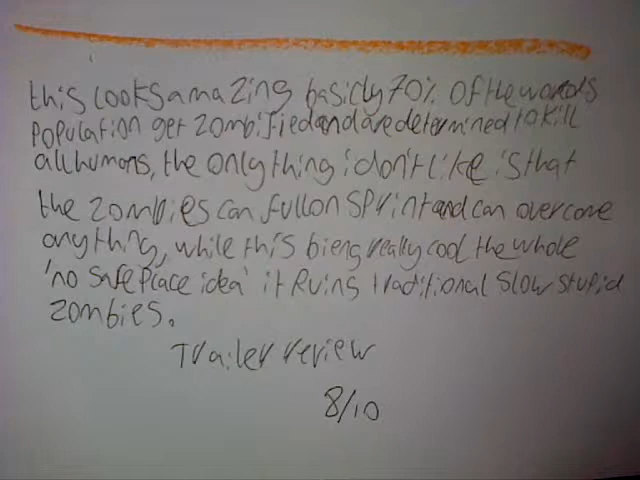 this looks amazing basicly 70% of the worlds
population get zombified and are determined to kill
all humans, the only thing i don't like is that
the zombies can full on sprint and can overcome
anything, while this bieng really cool the whole
'no safe place idea' it Ruins traditional slow stupid
zombies.
Trailer review
8/10